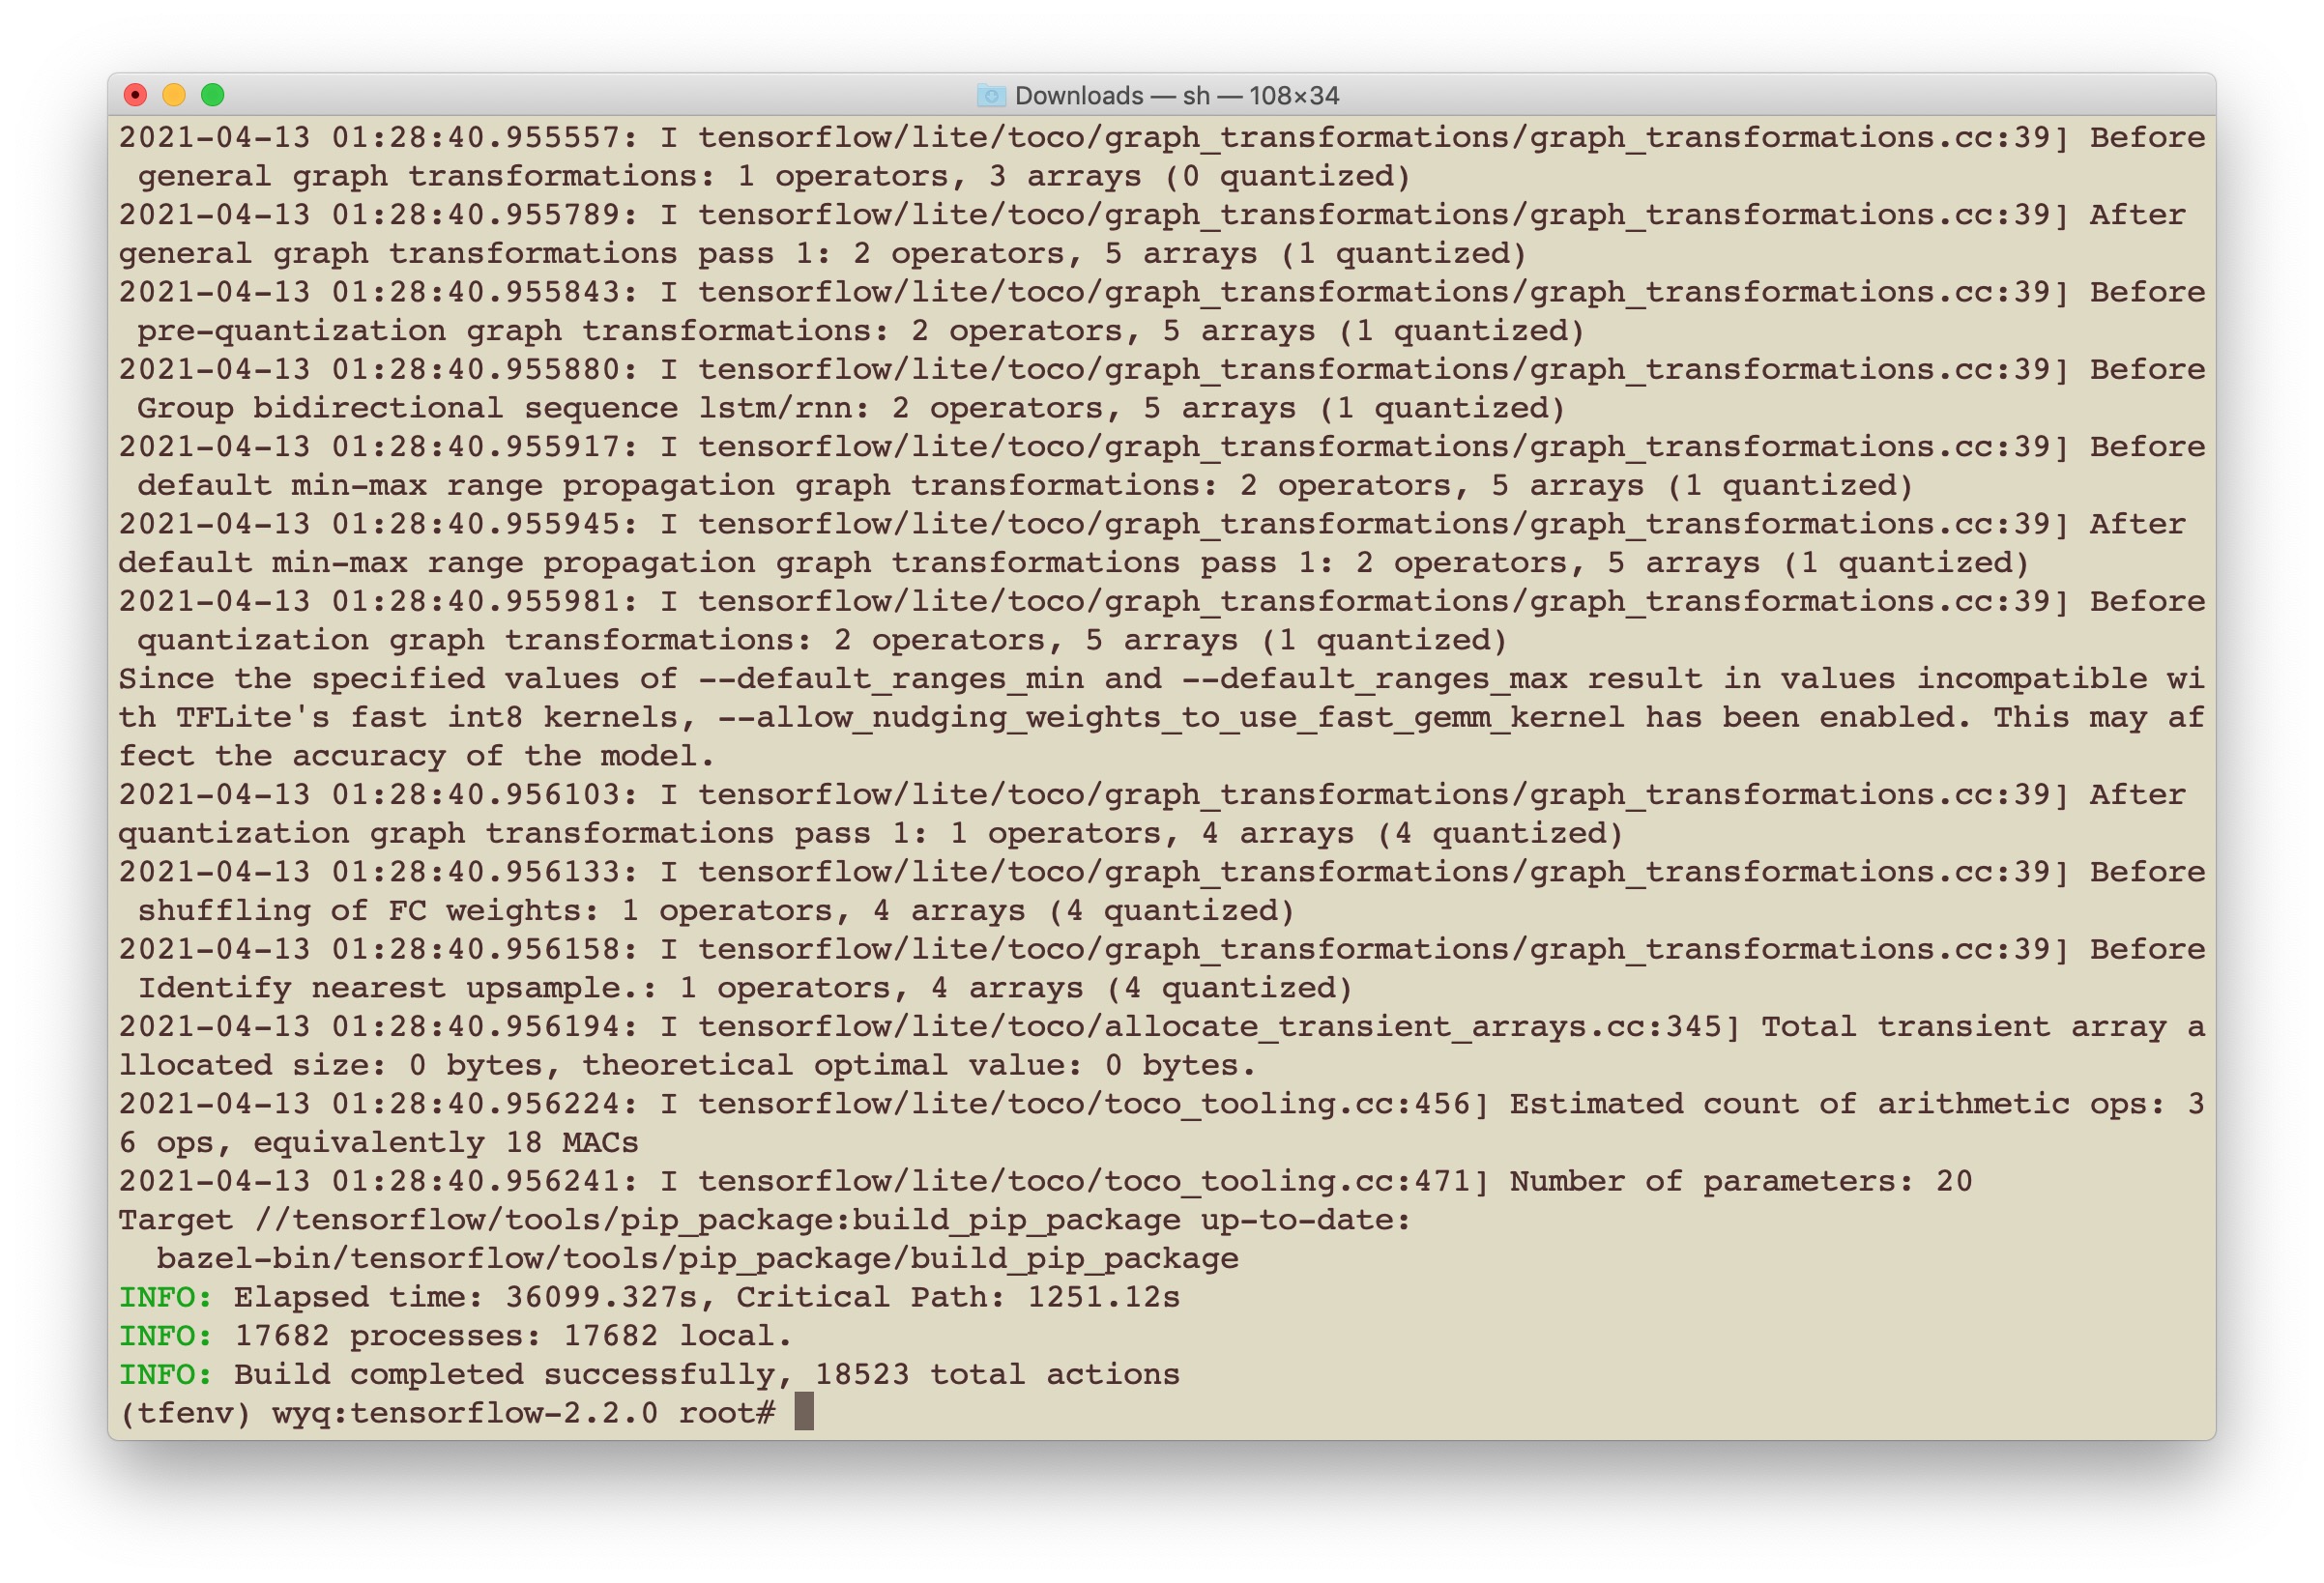 Downloads — sh — 108×34
2021-04-13 01:28:40.955557: I tensorflow/lite/toco/graph_transformations/graph_transformations.cc:39] Before
 general graph transformations: 1 operators, 3 arrays (0 quantized)
2021-04-13 01:28:40.955789: I tensorflow/lite/toco/graph_transformations/graph_transformations.cc:39] After
general graph transformations pass 1: 2 operators, 5 arrays (1 quantized)
2021-04-13 01:28:40.955843: I tensorflow/lite/toco/graph_transformations/graph_transformations.cc:39] Before
 pre-quantization graph transformations: 2 operators, 5 arrays (1 quantized)
2021-04-13 01:28:40.955880: I tensorflow/lite/toco/graph_transformations/graph_transformations.cc:39] Before
 Group bidirectional sequence lstm/rnn: 2 operators, 5 arrays (1 quantized)
2021-04-13 01:28:40.955917: I tensorflow/lite/toco/graph_transformations/graph_transformations.cc:39] Before
 default min-max range propagation graph transformations: 2 operators, 5 arrays (1 quantized)
2021-04-13 01:28:40.955945: I tensorflow/lite/toco/graph_transformations/graph_transformations.cc:39] After
default min-max range propagation graph transformations pass 1: 2 operators, 5 arrays (1 quantized)
2021-04-13 01:28:40.955981: I tensorflow/lite/toco/graph_transformations/graph_transformations.cc:39] Before
 quantization graph transformations: 2 operators, 5 arrays (1 quantized)
Since the specified values of --default_ranges_min and --default_ranges_max result in values incompatible wi
th TFLite's fast int8 kernels, --allow_nudging_weights_to_use_fast_gemm_kernel has been enabled. This may af
fect the accuracy of the model.
2021-04-13 01:28:40.956103: I tensorflow/lite/toco/graph_transformations/graph_transformations.cc:39] After
quantization graph transformations pass 1: 1 operators, 4 arrays (4 quantized)
2021-04-13 01:28:40.956133: I tensorflow/lite/toco/graph_transformations/graph_transformations.cc:39] Before
 shuffling of FC weights: 1 operators, 4 arrays (4 quantized)
2021-04-13 01:28:40.956158: I tensorflow/lite/toco/graph_transformations/graph_transformations.cc:39] Before
 Identify nearest upsample.: 1 operators, 4 arrays (4 quantized)
2021-04-13 01:28:40.956194: I tensorflow/lite/toco/allocate_transient_arrays.cc:345] Total transient array a
llocated size: 0 bytes, theoretical optimal value: 0 bytes.
2021-04-13 01:28:40.956224: I tensorflow/lite/toco/toco_tooling.cc:456] Estimated count of arithmetic ops: 3
6 ops, equivalently 18 MACs
2021-04-13 01:28:40.956241: I tensorflow/lite/toco/toco_tooling.cc:471] Number of parameters: 20
Target //tensorflow/tools/pip_package:build_pip_package up-to-date:
  bazel-bin/tensorflow/tools/pip_package/build_pip_package
INFO: Elapsed time: 36099.327s, Critical Path: 1251.12s
INFO: 17682 processes: 17682 local.
INFO: Build completed successfully, 18523 total actions
(tfenv) wyq:tensorflow-2.2.0 root#